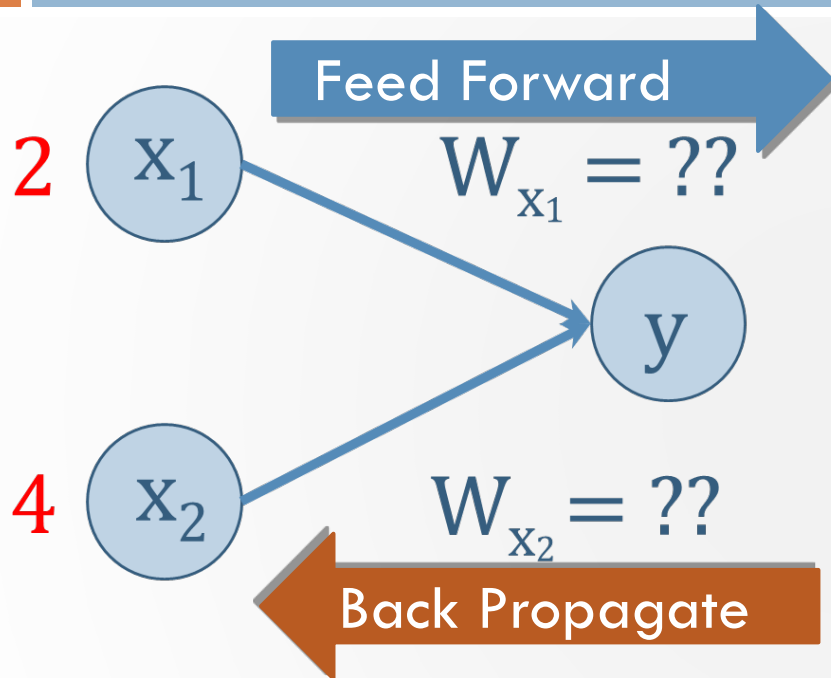 Feed Forward
2 x₁ Wₓ₁ = ??
y
4 x₂ Wₓ₂ = ??
Back Propagate